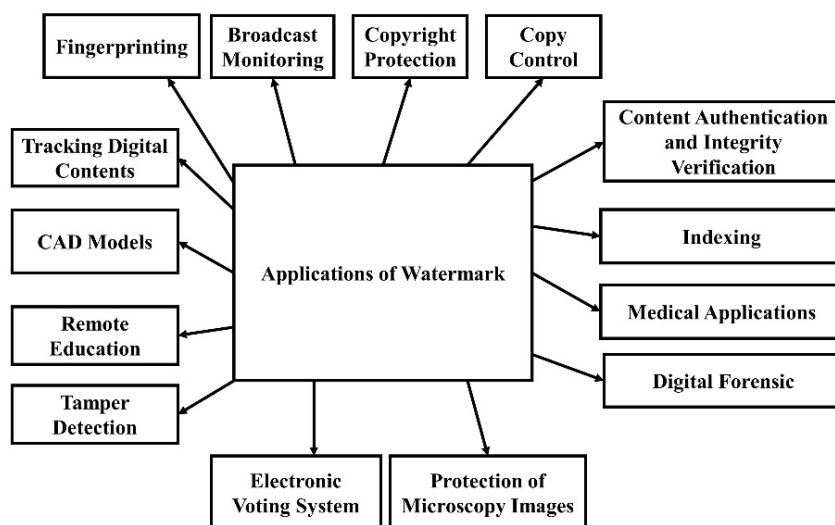 Fingerprinting
Broadcast
Monitoring
Copyright
Protection
Copy
Control
Tracking Digital
Contents
Content Authentication
and Integrity
Verification
CAD Models
Indexing
Applications of Watermark
Remote
Education
Medical Applications
Tamper
Detection
Digital Forensic
Electronic
Voting System
Protection of
Microscopy Images